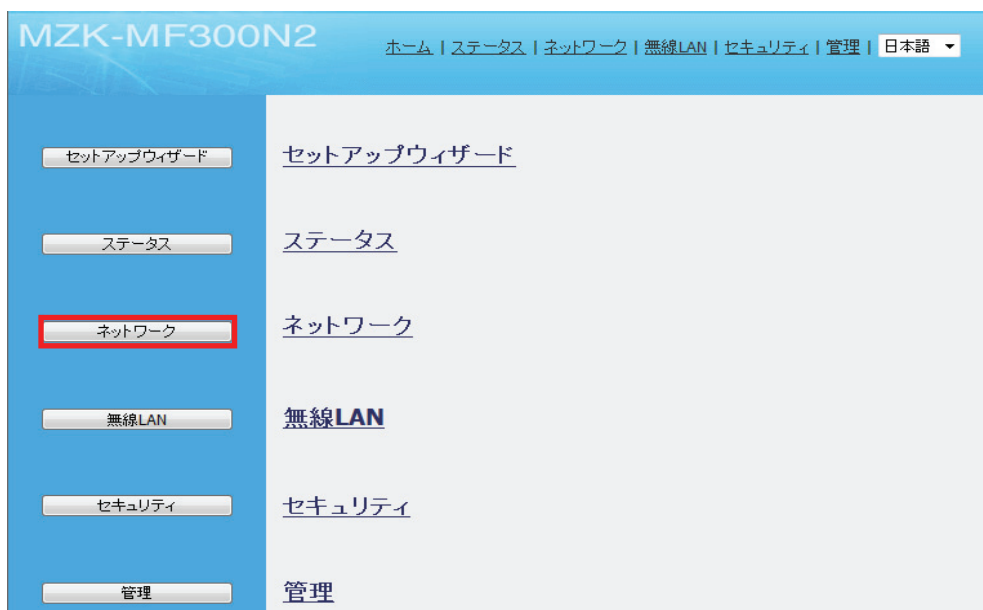 MZK-MF300N2
ホーム | ステータス | ネットワーク | 無線LAN | セキュリティ | 管理 | 日本語
セットアップウィザード セットアップウィザード
ステータス ステータス
ネットワーク ネットワーク
無線LAN 無線LAN
セキュリティ セキュリティ
管理 管理